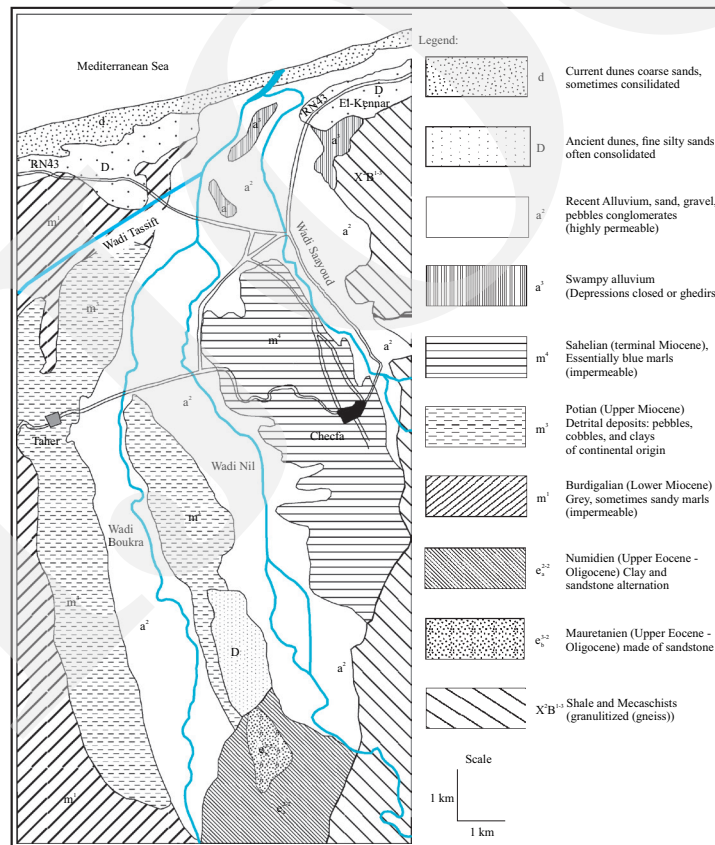 Mediterranean Sea
d
D
El-Kennar
RN43
a³
a³
RN43
D
X²B¹⁻³
a²
a
m¹
Wadi Tassift
Wadi Saayoud
a²
m
m⁴
a²
a²
Taher
Checfa
Wadi Nil
Wadi
Boukra
m⁴
a²
D
a²
m¹
Legend:
d
Current dunes coarse sands,
sometimes consilidated
D
Ancient dunes, fine silty sands
often consolidated
a²
Recent Alluvium, sand, gravel,
pebbles conglomerates
(highly permeable)
a³
Swampy alluvium
(Depressions closed or ghedirs)
m⁴
Sahelian (terminal Miocene),
Essentially blue marls
(impermeable)
m³
Potian (Upper Miocene)
Detrital deposits: pebbles,
cobbles, and clays
of continental origin
m¹
Burdigalian (Lower Miocene)
Grey, sometimes sandy marls
(impermeable)
Numidien (Upper Eocene -
Oligocene) Clay and
sandstone alternation
Mauretanien (Upper Eocene -
Oligocene) made of sandstone
X²B¹⁻³ Shale and Mecaschists
(granulitized (gneiss))
Scale
1 km
1 km